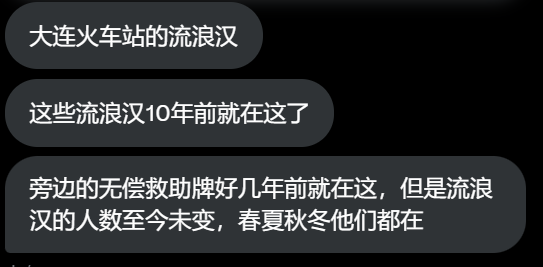 大连火车站的流浪汉
这些流浪汉10年前就在这了
旁边的无偿救助牌好几年前就在这，但是流浪
汉的人数至今未变，春夏秋冬他们都在